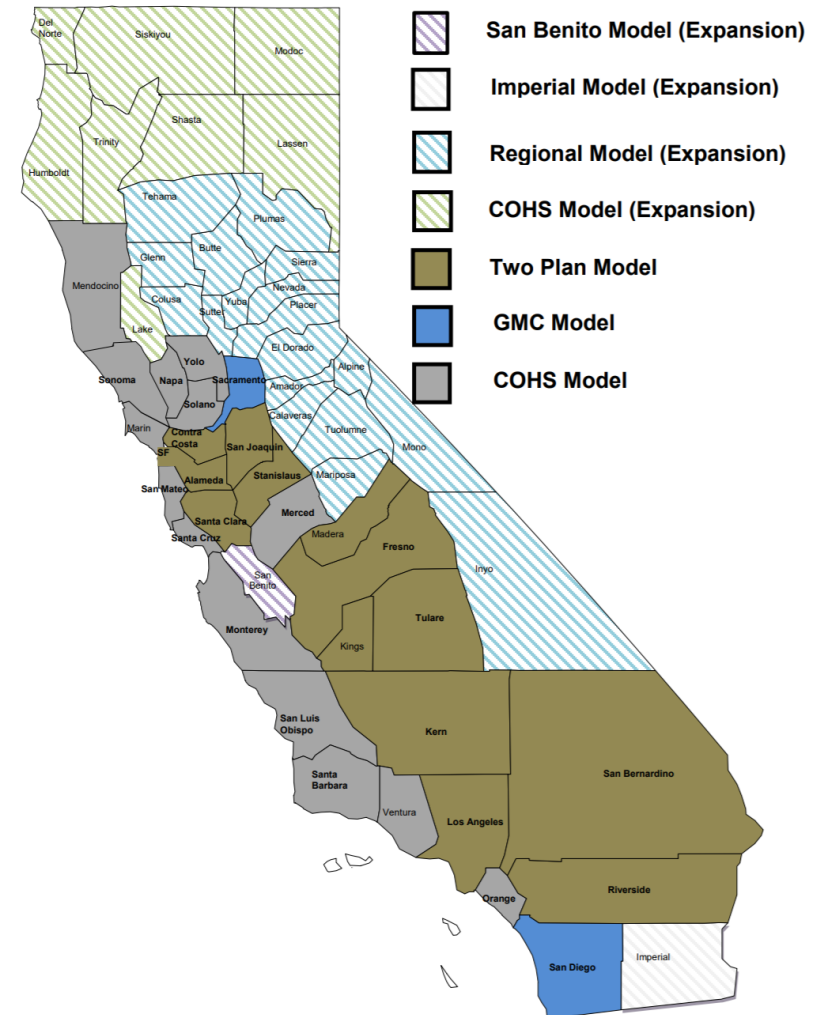 Del
Norte
Siskiyou
Modoc
Humboldt
Trinity
Shasta
Lassen
Tehama
Plumas
Mendocino
Glenn
Butte
Sierra
Lake
Colusa
Sutter
Yuba
Nevada
Placer
El Dorado
Sonoma
Napa
Yolo
Sacramento
Solano
Amador
Alpine
Marin
Contra
Costa
Calaveras
Tuolumne
Mono
SF
San Joaquin
Alameda
Stanislaus
Mariposa
San Mateo
Santa Clara
Merced
Madera
Santa Cruz
Fresno
San
Benito
Inyo
Monterey
Tulare
Kings
San Luis
Obispo
Kern
Santa
Barbara
San Bernardino
Ventura
Los Angeles
Orange
Riverside
San Diego
Imperial
San Benito Model (Expansion)
Imperial Model (Expansion)
Regional Model (Expansion)
COHS Model (Expansion)
Two Plan Model
GMC Model
COHS Model